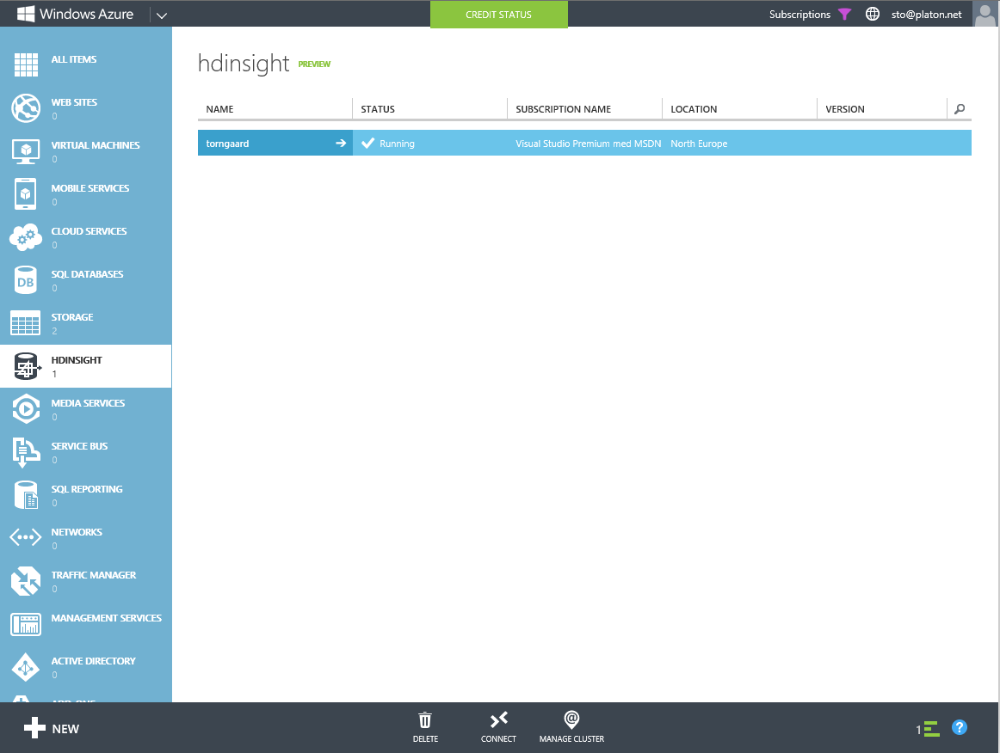 Windows Azure
CREDIT STATUS
Subscriptions
sto@platon.net
ALL ITEMS
WEB SITES
0
VIRTUAL MACHINES
0
MOBILE SERVICES
0
CLOUD SERVICES
0
DB
SQL DATABASES
0
STORAGE
2
HDINSIGHT
1
MEDIA SERVICES
0
SERVICE BUS
0
SQL REPORTING
0
NETWORKS
0
TRAFFIC MANAGER
0
MANAGEMENT SERVICES
ACTIVE DIRECTORY
0
hdinsight PREVIEW
NAME STATUS SUBSCRIPTION NAME LOCATION VERSION
torngaard Running Visual Studio Premium med MSDN North Europe
NEW
DELETE
CONNECT
@
MANAGE CLUSTER
1
?